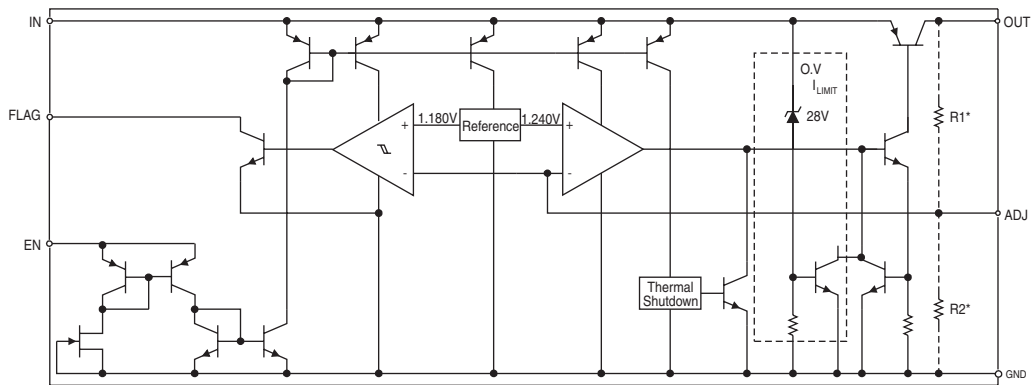 IN
OUT
O.V
I LIMIT
28V
FLAG
1.180V
Reference
1.240V
+
+
R1*
-
-
ADJ
EN
Thermal
Shutdown
R2*
GND